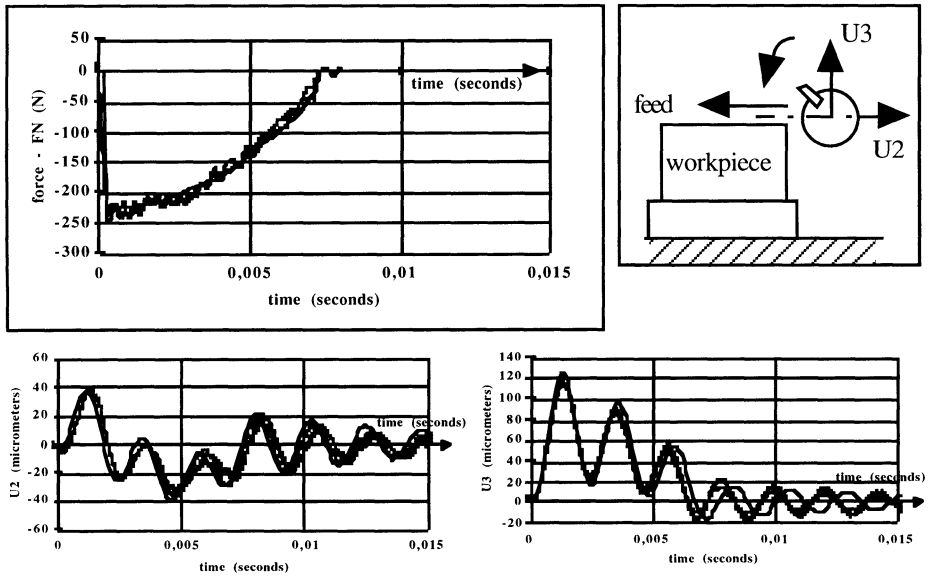 50
0
-50
-100
-150
-200
-250
-300
force - FN (N)
time (seconds)
0
0,005
0,01
0,015
time (seconds)
U3
feed
U2
workpiece
60
40
20
0
-20
-40
-60
U2 (micrometers)
time (seconds)
0
0,005
0,01
0,015
time (seconds)
140
120
100
80
60
40
20
0
-20
U3 (micrometers)
time (seconds)
0
0,005
0,01
0,015
time (seconds)